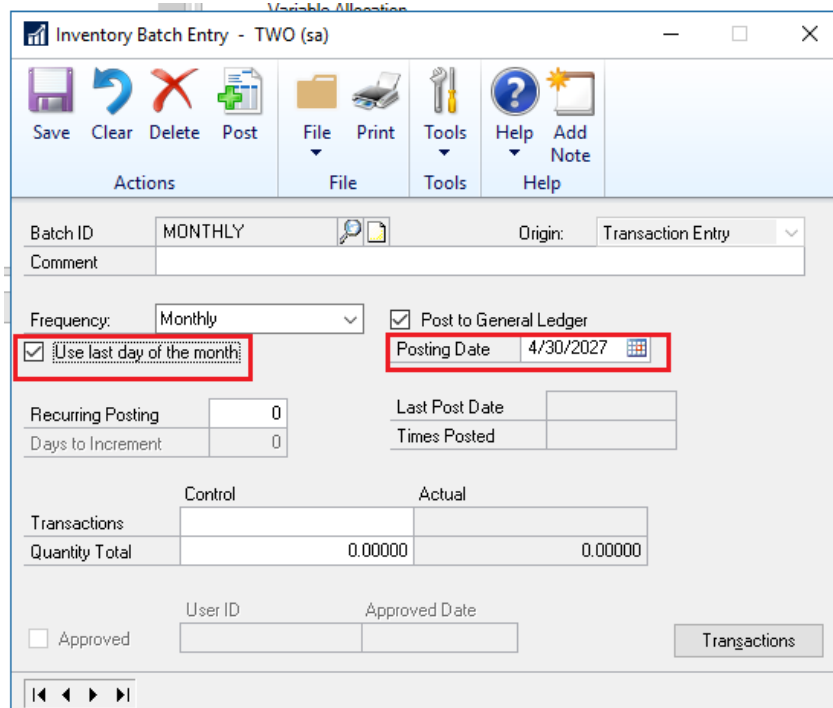 Variable Allocation
Inventory Batch Entry - TWO (sa)
Save Clear Delete Post File Print Tools Help Add Note
Actions File Tools Help
Batch ID MONTHLY Origin: Transaction Entry
Comment
Frequency: Monthly Post to General Ledger
Use last day of the month Posting Date 4/30/2027
Recurring Posting 0 Last Post Date
Days to Increment 0 Times Posted
Control Actual
Transactions
Quantity Total 0.00000 0.00000
User ID Approved Date
Approved Transactions